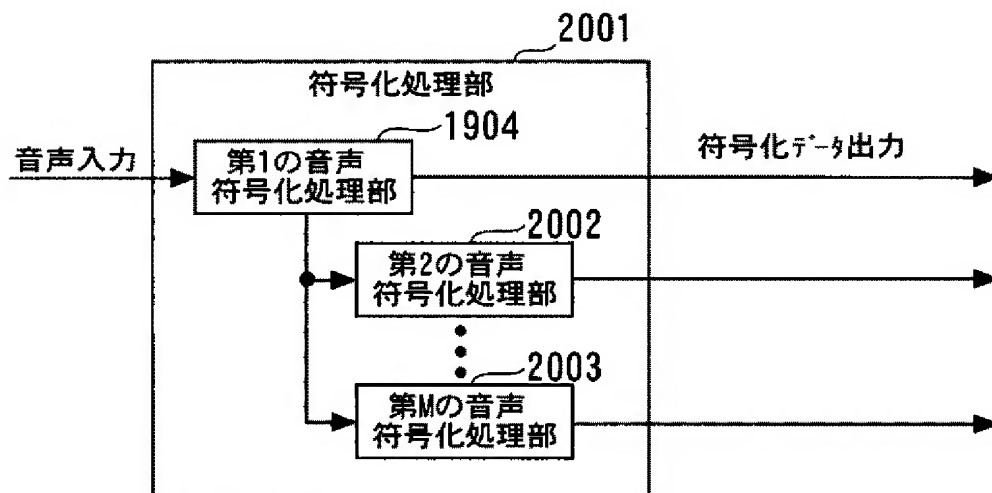 2001
符号化処理部
1904
音声入力
第1の音声
符号化処理部
符号化ﾃﾞｰﾀ出力
2002
第2の音声
符号化処理部
2003
第Mの音声
符号化処理部